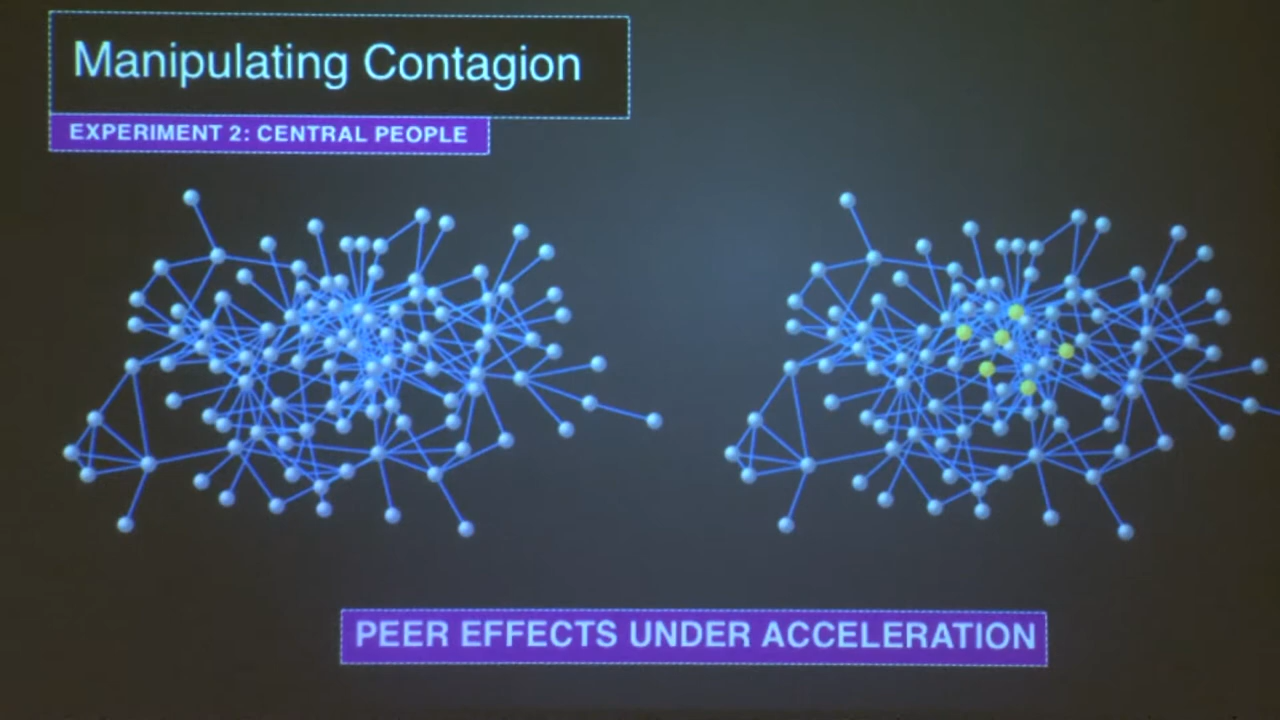 Manipulating Contagion
EXPERIMENT 2: CENTRAL PEOPLE
PEER EFFECTS UNDER ACCELERATION